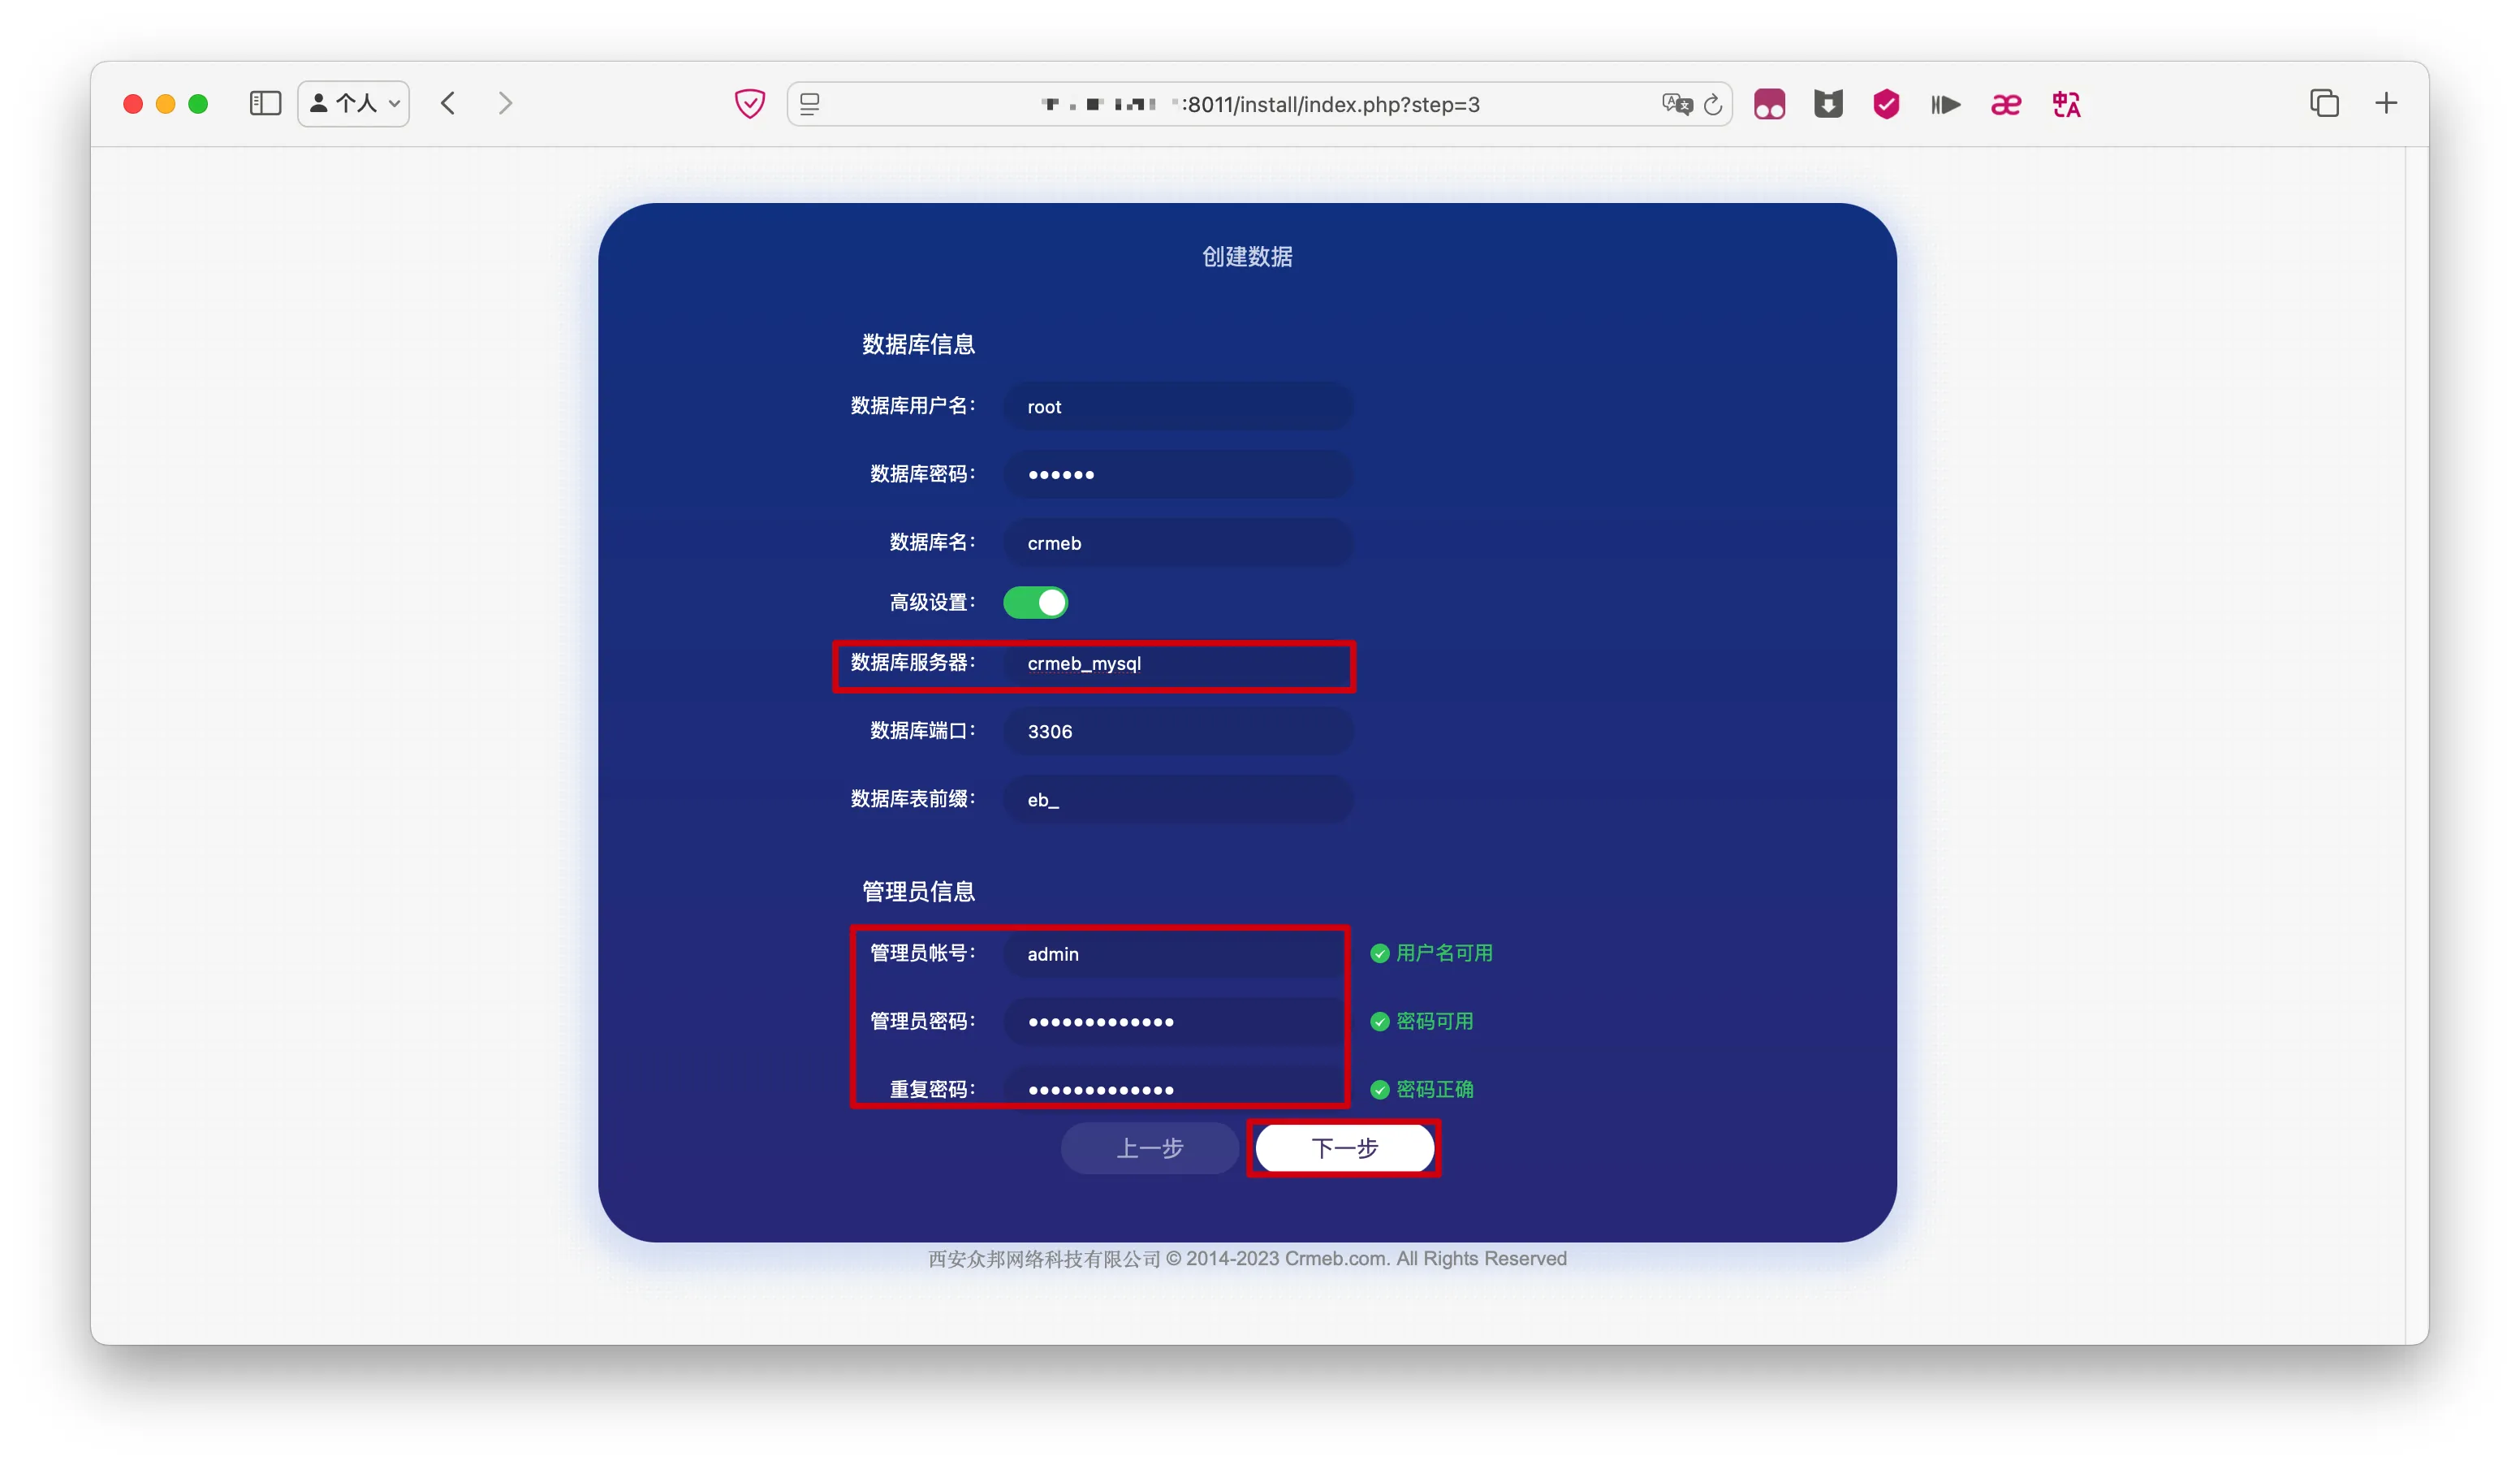 个人
:8011/install/index.php?step=3
创建数据
数据库信息
数据库用户名： root
数据库密码： ••••••
数据库名： crmeb
高级设置：
数据库服务器： crmeb_mysql
数据库端口： 3306
数据库表前缀： eb_
管理员信息
管理员帐号： admin 用户名可用
管理员密码： ••••••••••••• 密码可用
重复密码： ••••••••••••• 密码正确
上一步 下一步
西安众邦网络科技有限公司 © 2014-2023 Crmeb.com. All Rights Reserved